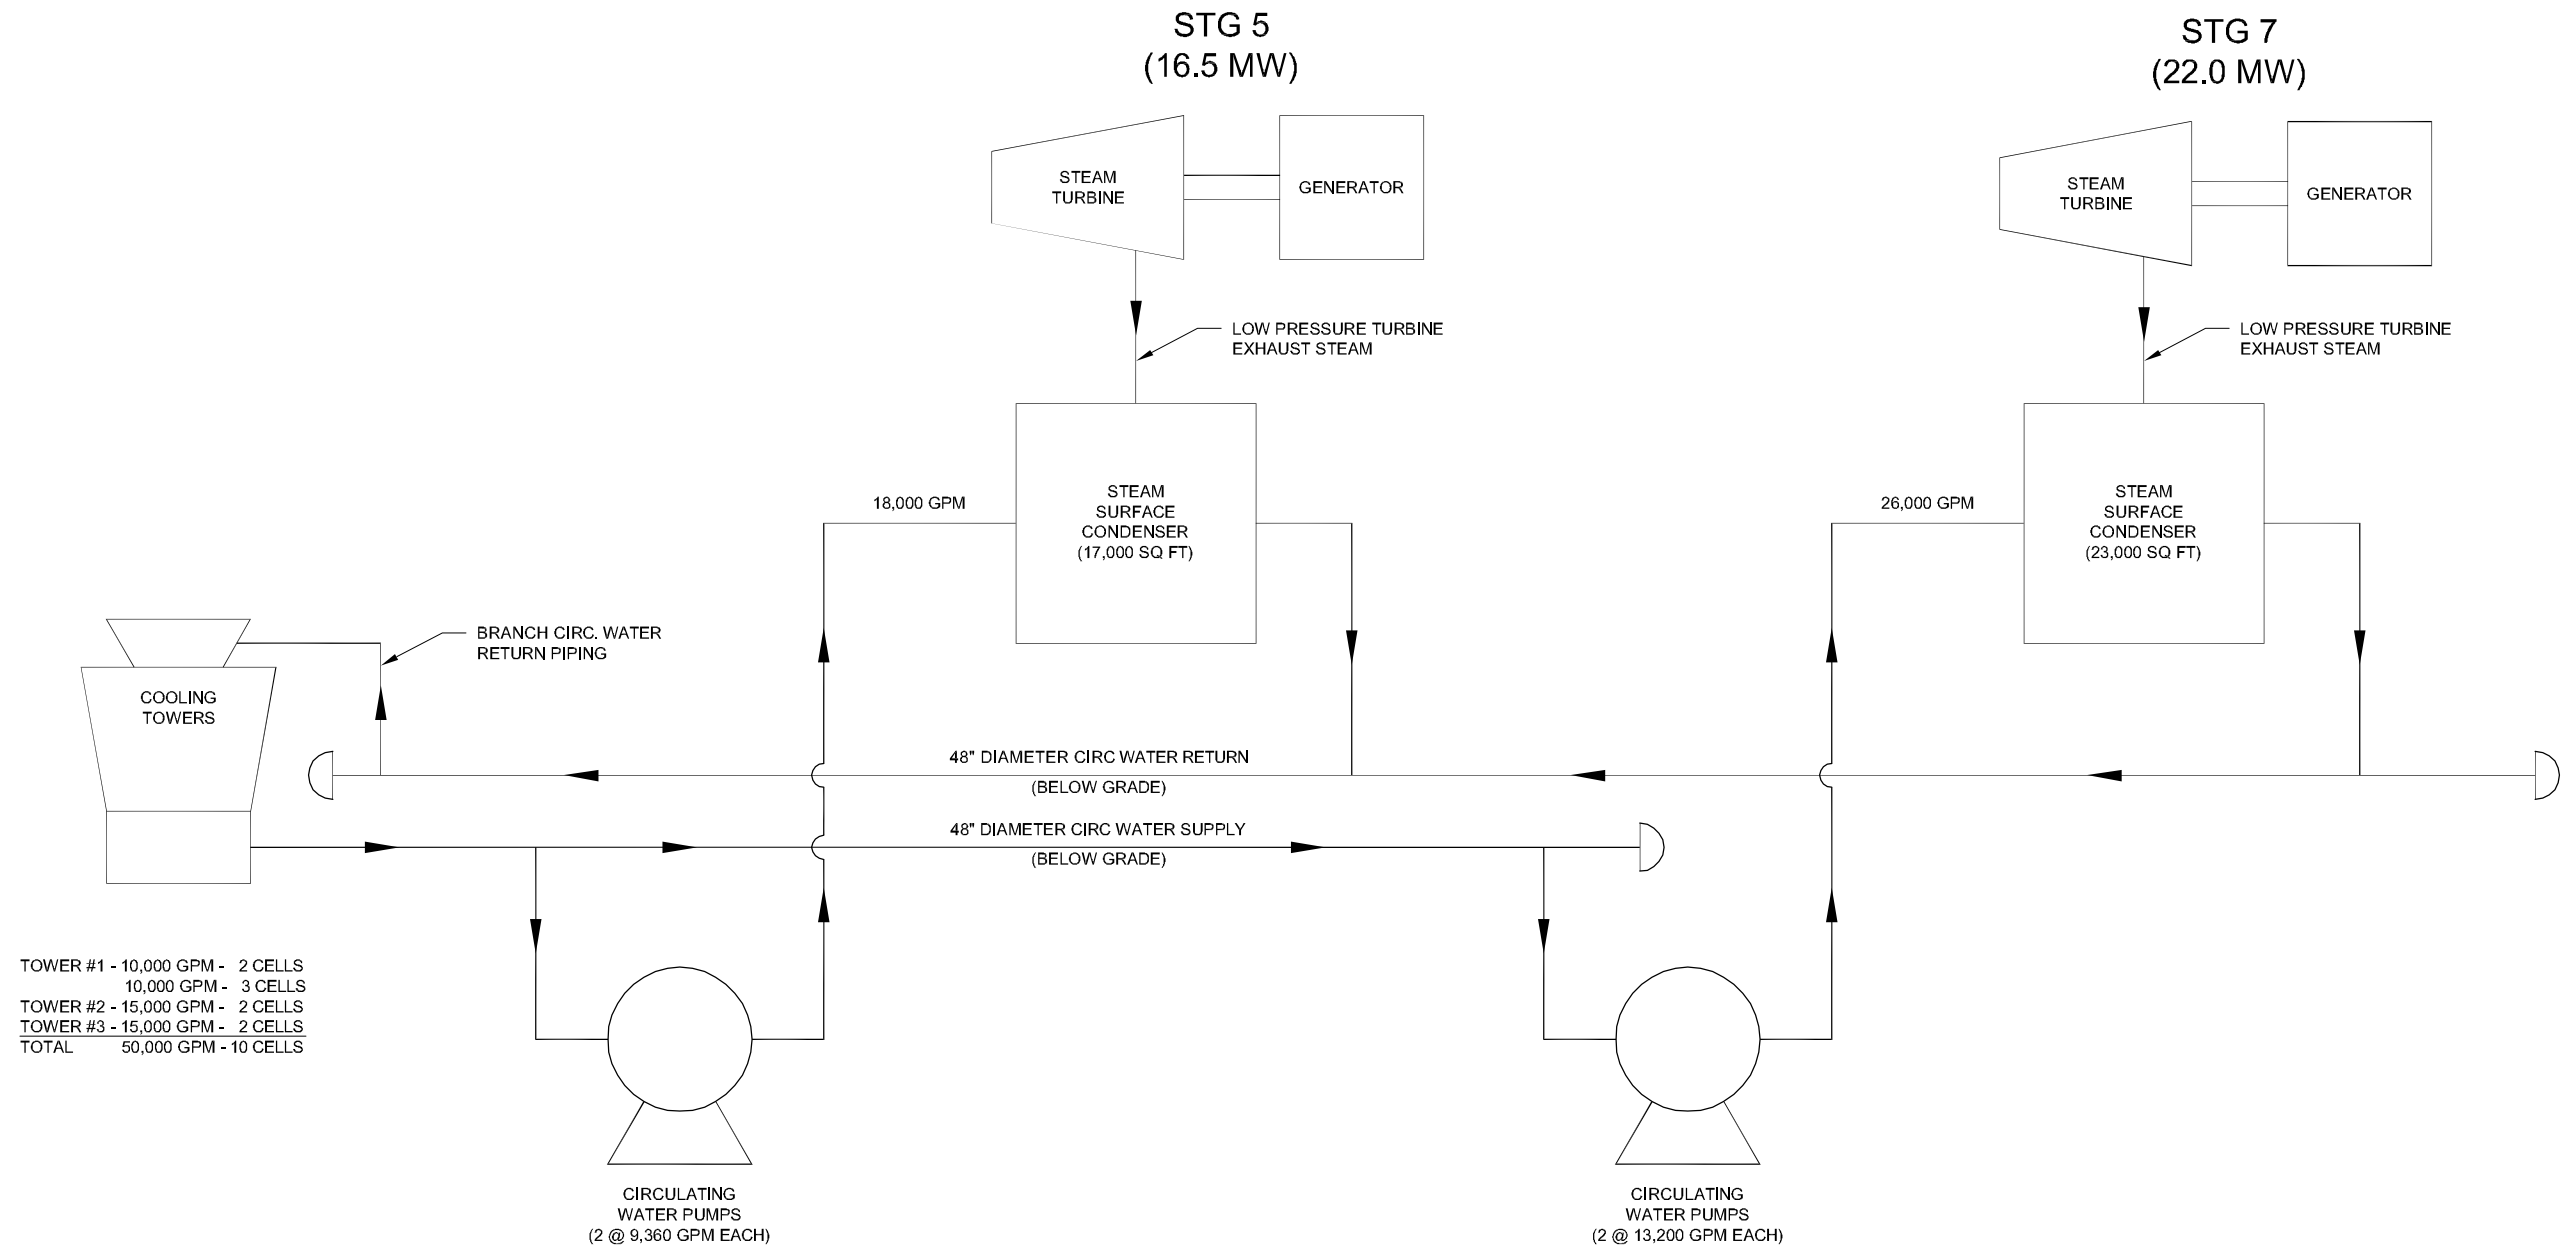 STG 5
(16.5 MW)
STG 7
(22.0 MW)
STEAM
TURBINE
GENERATOR
STEAM
TURBINE
GENERATOR
LOW PRESSURE TURBINE
EXHAUST STEAM
LOW PRESSURE TURBINE
EXHAUST STEAM
18,000 GPM
STEAM
SURFACE
CONDENSER
(17,000 SQ FT)
26,000 GPM
STEAM
SURFACE
CONDENSER
(23,000 SQ FT)
BRANCH CIRC. WATER
RETURN PIPING
COOLING
TOWERS
48" DIAMETER CIRC WATER RETURN
(BELOW GRADE)
48" DIAMETER CIRC WATER SUPPLY
(BELOW GRADE)
TOWER #1 - 10,000 GPM - 2 CELLS
10,000 GPM - 3 CELLS
TOWER #2 - 15,000 GPM - 2 CELLS
TOWER #3 - 15,000 GPM - 2 CELLS
TOTAL 50,000 GPM - 10 CELLS
CIRCULATING
WATER PUMPS
(2 @ 9,360 GPM EACH)
CIRCULATING
WATER PUMPS
(2 @ 13,200 GPM EACH)